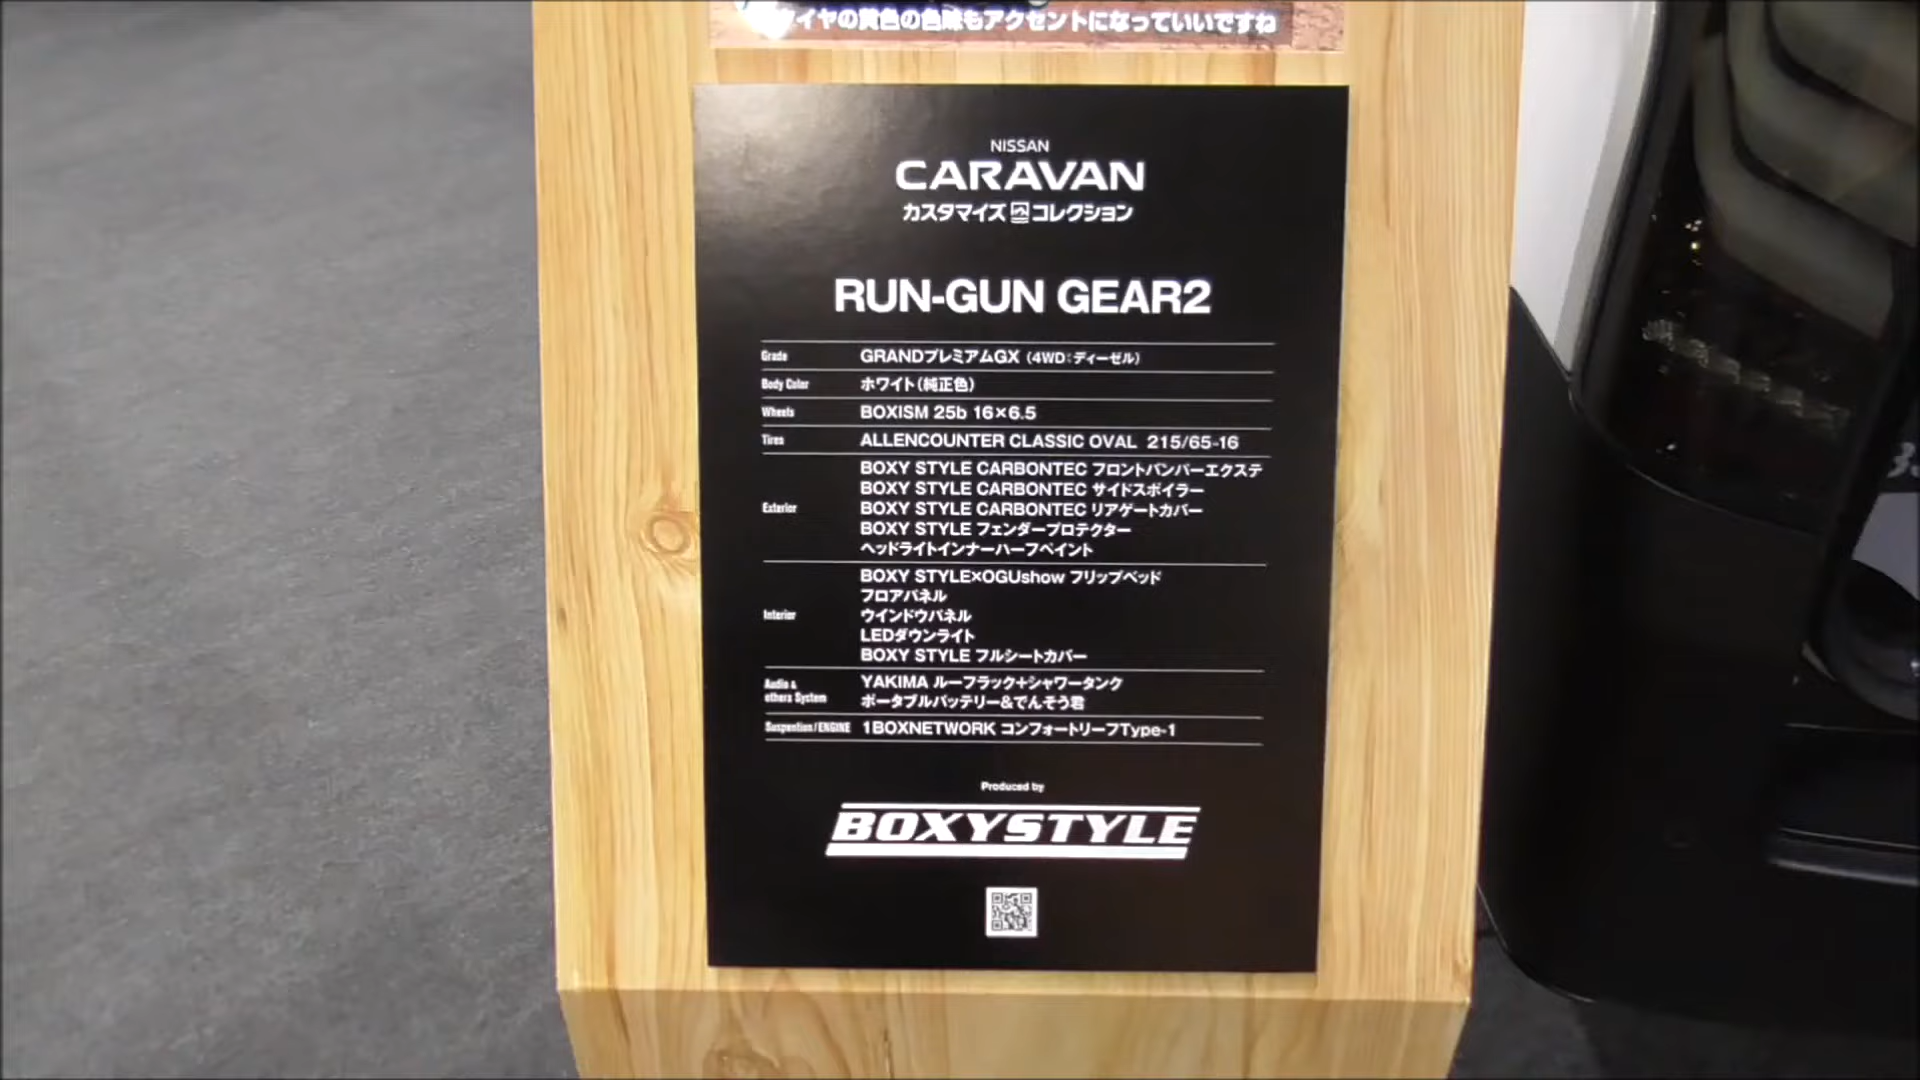 イヤの黄色の色味もアクセントになっていいですね
NISSAN
CARAVAN
カスタマイズ コレクション
RUN-GUN GEAR2
Grade GRANDプレミアムGX（4WD：ディーゼル）
Body Color ホワイト（純正色）
Wheels BOXISM 25b 16×6.5
Tires ALLENCOUNTER CLASSIC OVAL 215/65-16
Exterior
BOXY STYLE CARBONTEC フロントバンパーエクステ
BOXY STYLE CARBONTEC サイドスポイラー
BOXY STYLE CARBONTEC リアゲートカバー
BOXY STYLE フェンダープロテクター
ヘッドライトインナーハーフペイント
Interior
BOXY STYLE×OGUshow フリップベッド
フロアパネル
ウインドウパネル
LEDダウンライト
BOXY STYLE フルシートカバー
Audio &
others System
YAKIMA ルーフラック+シャワータンク
ポータブルバッテリー&でんそう君
Suspention/ENGINE 1BOXNETWORK コンフォートリーフType-1
Produced by
BOXYSTYLE